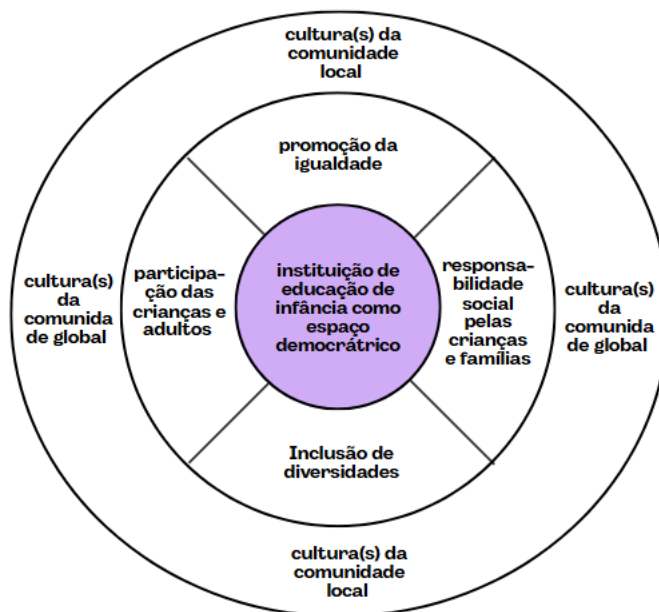 cultura(s) da
comunidade
local
promoção da
igualdade
cultura(s)
da
comunida
de global
participa-
ção das
crianças e
adultos
instituição de
educação de
infância como
espaço
democrátrico
responsa-
bilidade
social
pelas
crianças
e famílias
cultura(s)
da
comunida
de global
Inclusão de
diversidades
cultura(s) da
comunidade
local